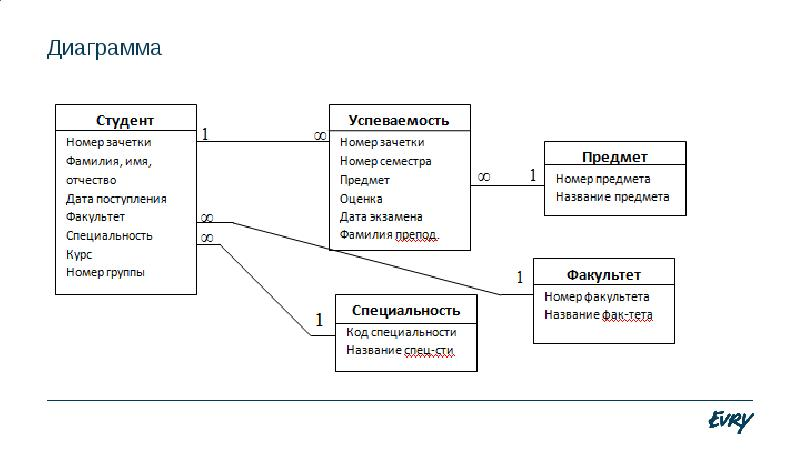 Диаграмма
Студент
Номер зачетки
Фамилия, имя,
отчество
Дата поступления
Факультет
Специальность
Курс
Номер группы
1
∞
∞
∞
Успеваемость
Номер зачетки
Номер семестра
Предмет
Оценка
Дата экзамена
Фамилия препод.
∞
1
Предмет
Номер предмета
Название предмета
1
Факультет
Номер факультета
Название фак-тета
1
Специальность
Код специальности
Название спец-сти
EVRY